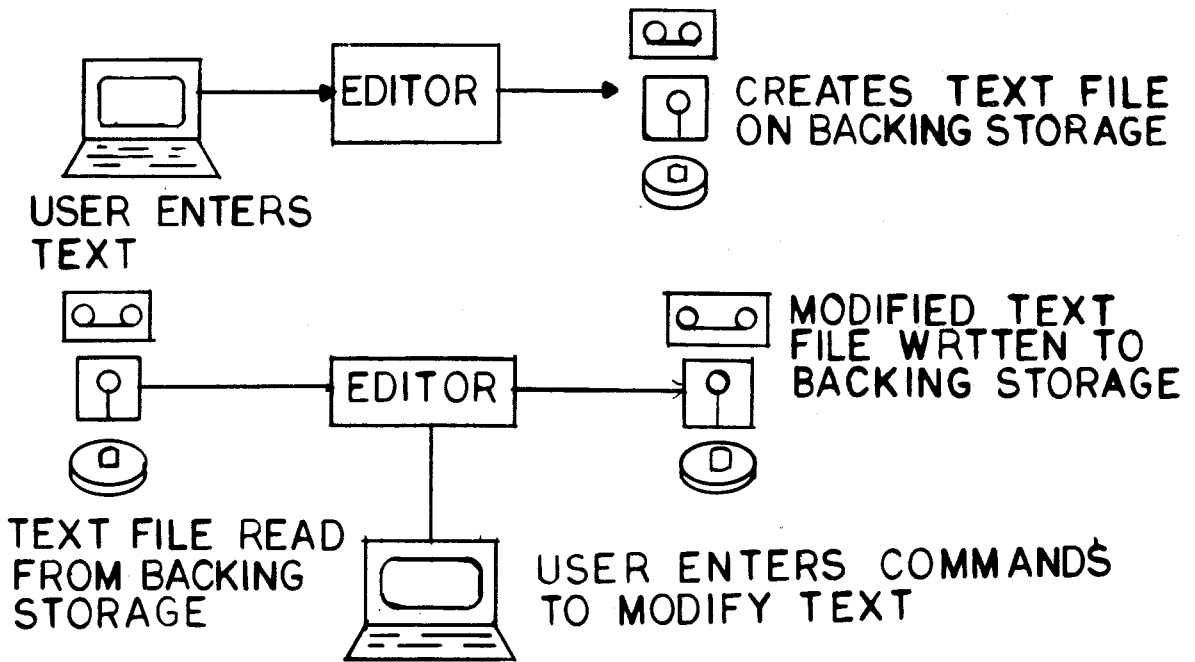 EDITOR
CREATES TEXT FILE
ON BACKING STORAGE
USER ENTERS
TEXT
MODIFIED TEXT
FILE WRTTEN TO
BACKING STORAGE
EDITOR
TEXT FILE READ
FROM BACKING
STORAGE
USER ENTERS COMMANDS
TO MODIFY TEXT